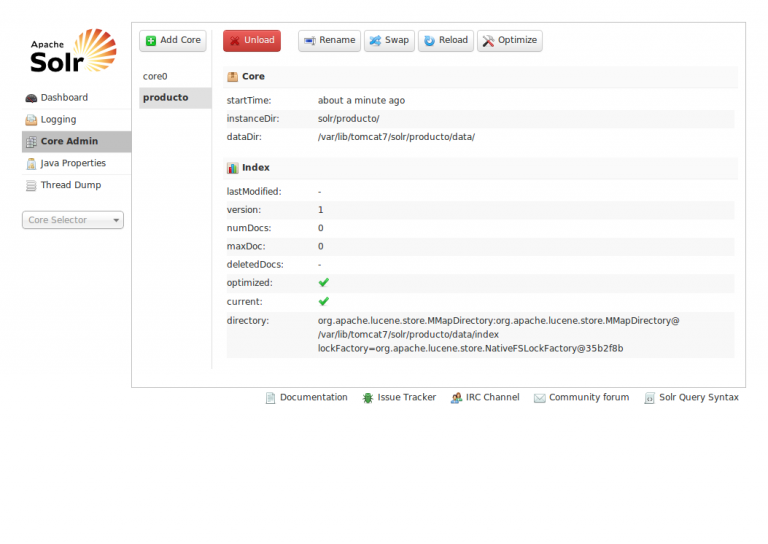 Apache
Solr
Dashboard
Logging
Core Admin
Java Properties
Thread Dump
Core Selector
Add Core
Unload
Rename
Swap
Reload
Optimize
core0
producto
Core
startTime: about a minute ago
instanceDir: solr/producto/
dataDir: /var/lib/tomcat7/solr/producto/data/
Index
lastModified: -
version: 1
numDocs: 0
maxDoc: 0
deletedDocs: -
optimized:
current:
directory: org.apache.lucene.store.MMapDirectory:org.apache.lucene.store.MMapDirectory@
/var/lib/tomcat7/solr/producto/data/index
lockFactory=org.apache.lucene.store.NativeFSLockFactory@35b2f8b
Documentation
Issue Tracker
IRC Channel
Community forum
Solr Query Syntax